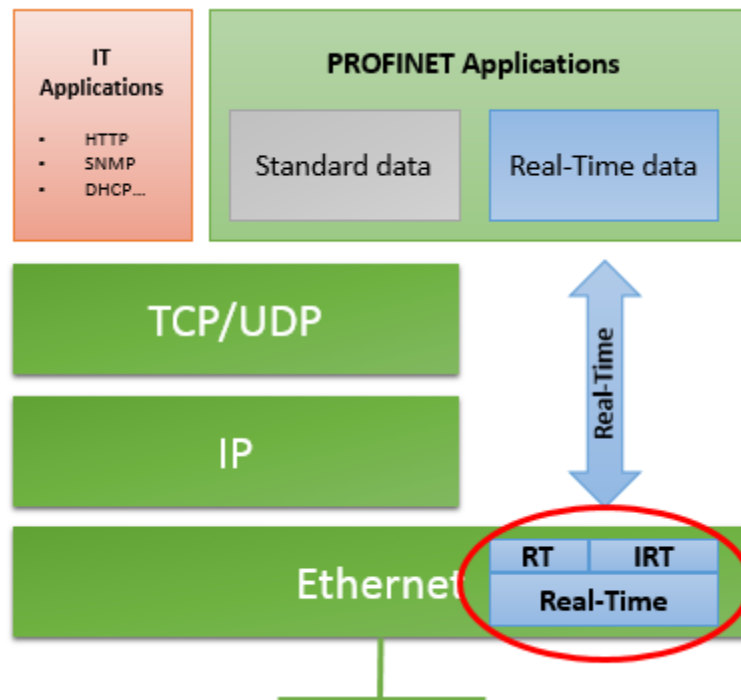 IT
Applications
▪ HTTP
▪ SNMP
▪ DHCP...
PROFINET Applications
Standard data
Real-Time data
TCP/UDP
Real-Time
IP
Ethernet
RT
IRT
Real-Time